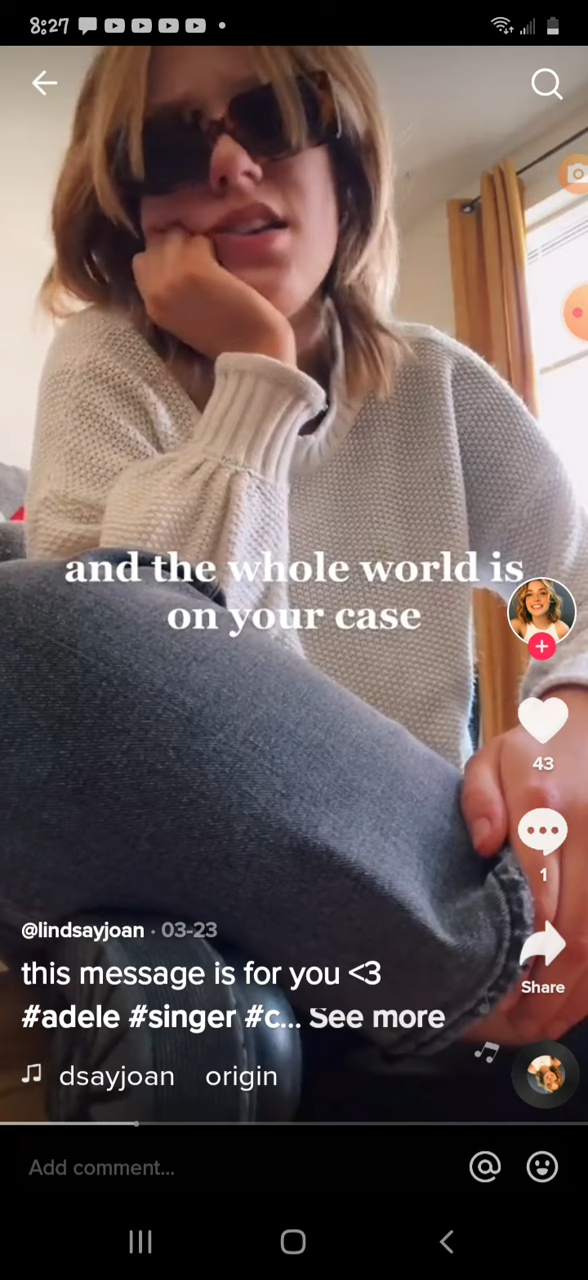 8:27
and the whole world is
on your case
43
1
@lindsayjoan · 03-23
this message is for you <3
#adele #singer #c... See more
Share
dsayjoan origin
Add comment...